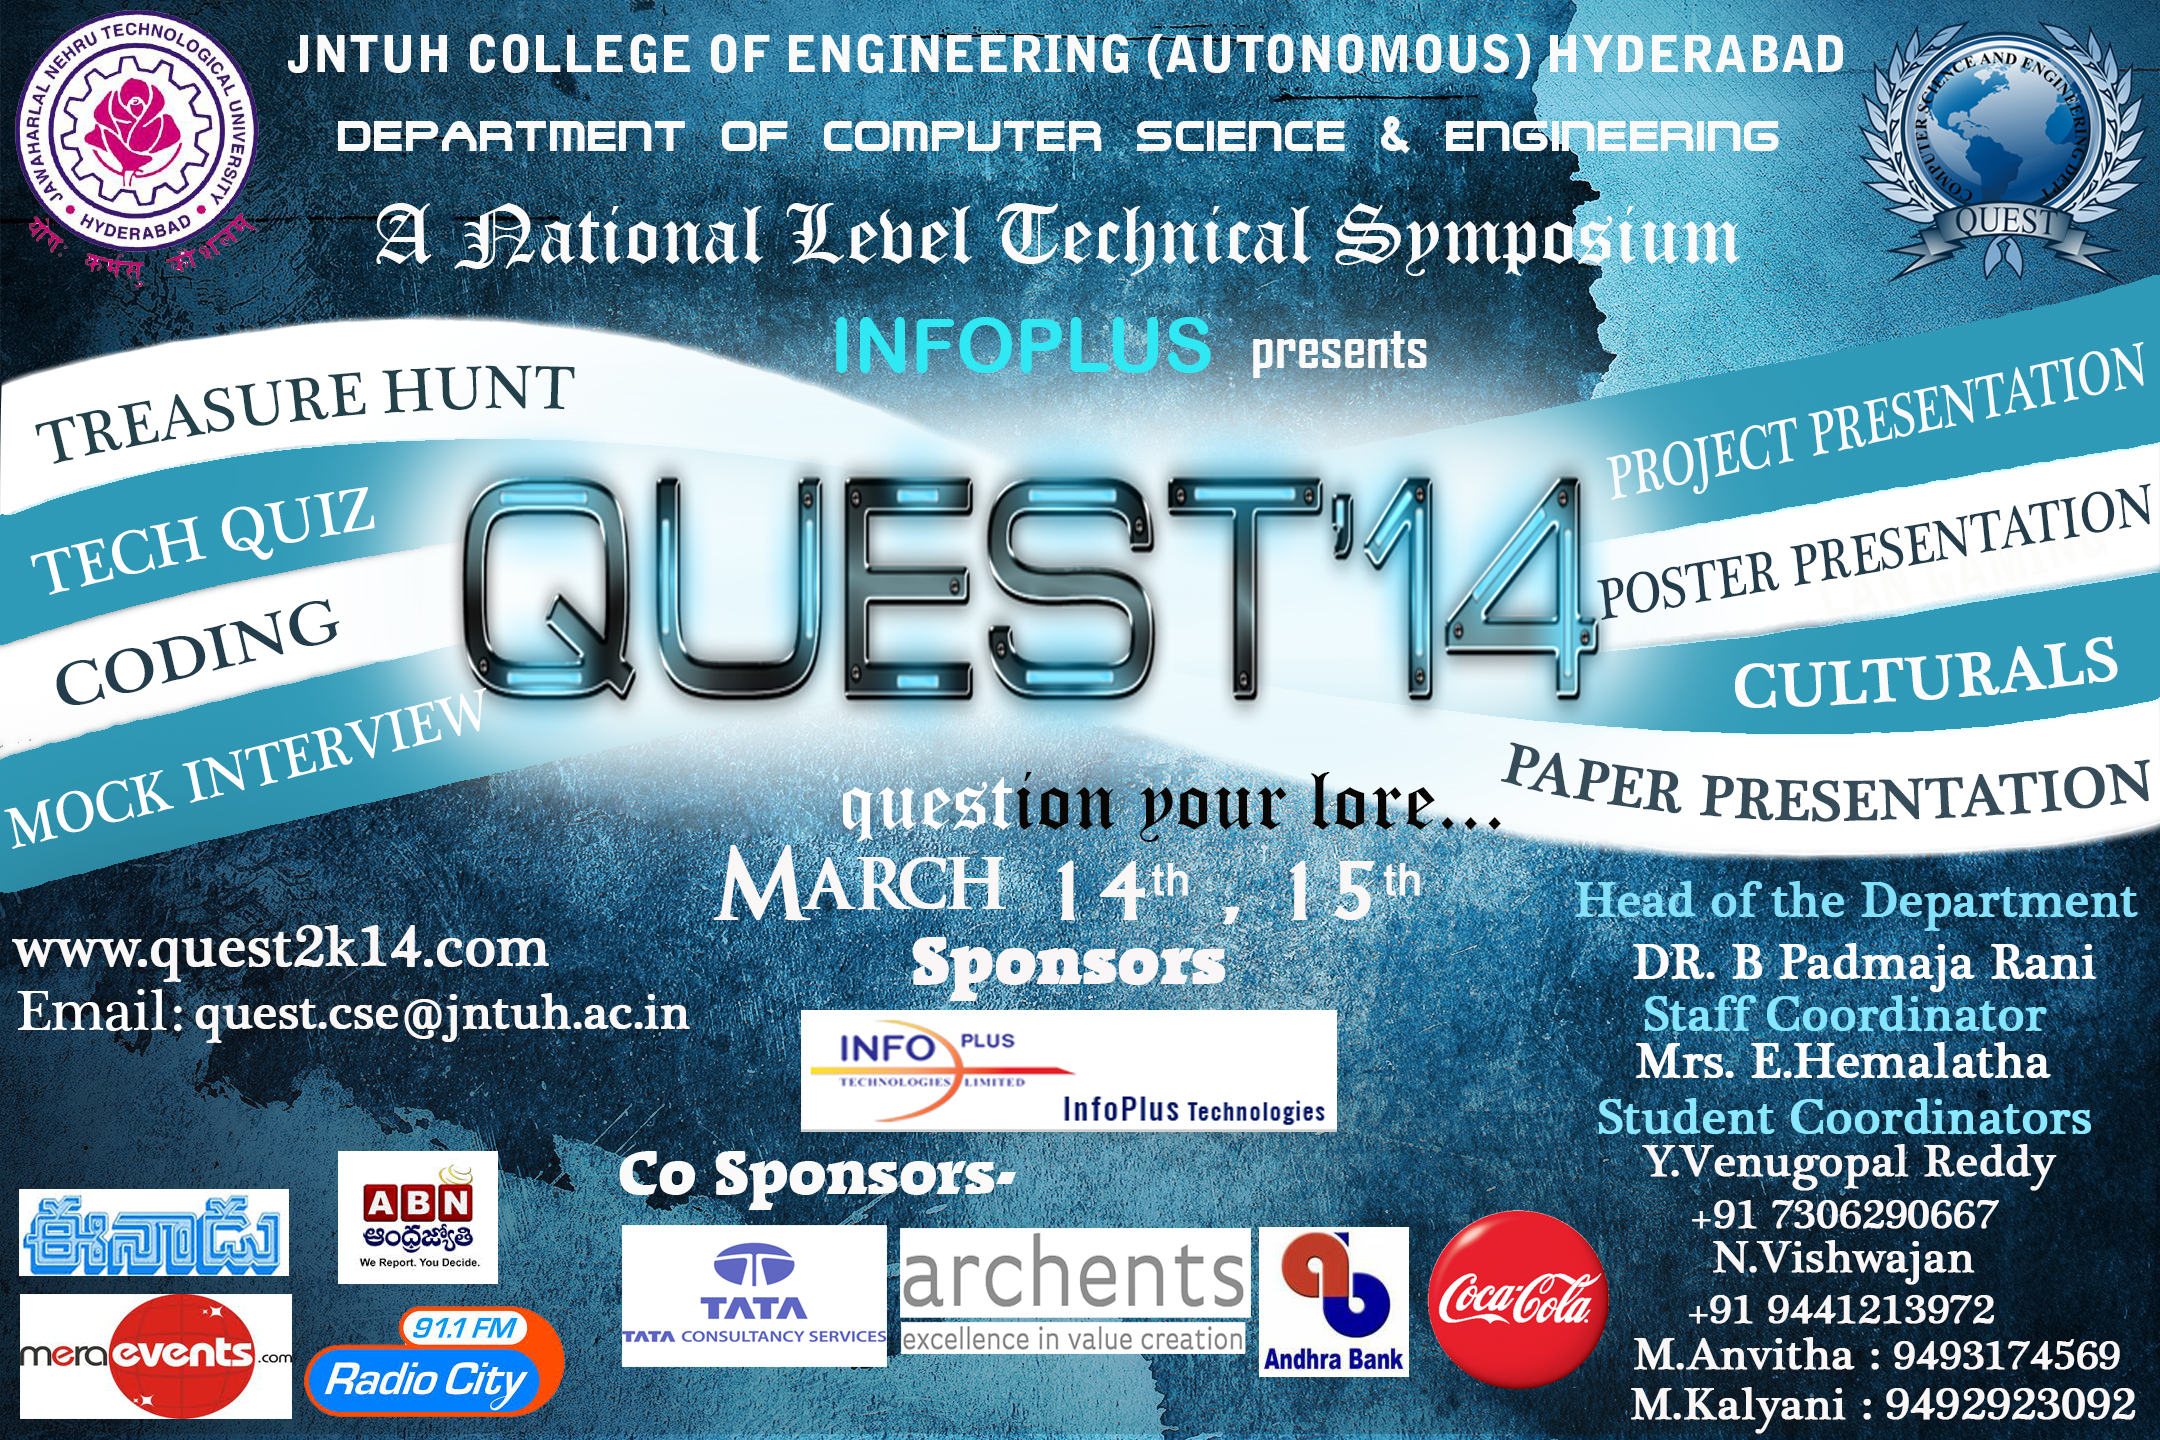 JAWAHARLAL NEHRU TECHNOLOGICAL UNIVERSITY
HYDERABAD
योगः कर्मसु कौशलम्
JNTUH COLLEGE OF ENGINEERING (AUTONOMOUS) HYDERABAD
DEPARTMENT OF COMPUTER SCIENCE & ENGINEERING
COMPUTER SCIENCE AND ENGINEERING DEPT
QUEST
A National Level Technical Symposium
INFOPLUS presents
TREASURE HUNT
TECH QUIZ
CODING
MOCK INTERVIEW
QUEST'14
PROJECT PRESENTATION
POSTER PRESENTATION
LAN GAMING
CULTURALS
PAPER PRESENTATION
question your lore...
MARCH 14th , 15th
www.quest2k14.com
Email: quest.cse@jntuh.ac.in
Sponsors
INFO PLUS
TECHNOLOGIES LIMITED
InfoPlus Technologies
Co Sponsors-
ఈనాడు
ABN
ఆంధ్రజ్యోతి
We Report. You Decide.
meraevents.com
91.1 FM
Radio City
TATA
TATA CONSULTANCY SERVICES
archents
excellence in value creation
Andhra Bank
Coca-Cola
Head of the Department
DR. B Padmaja Rani
Staff Coordinator
Mrs. E.Hemalatha
Student Coordinators
Y.Venugopal Reddy
+91 7306290667
N.Vishwajan
+91 9441213972
M.Anvitha : 9493174569
M.Kalyani : 9492923092